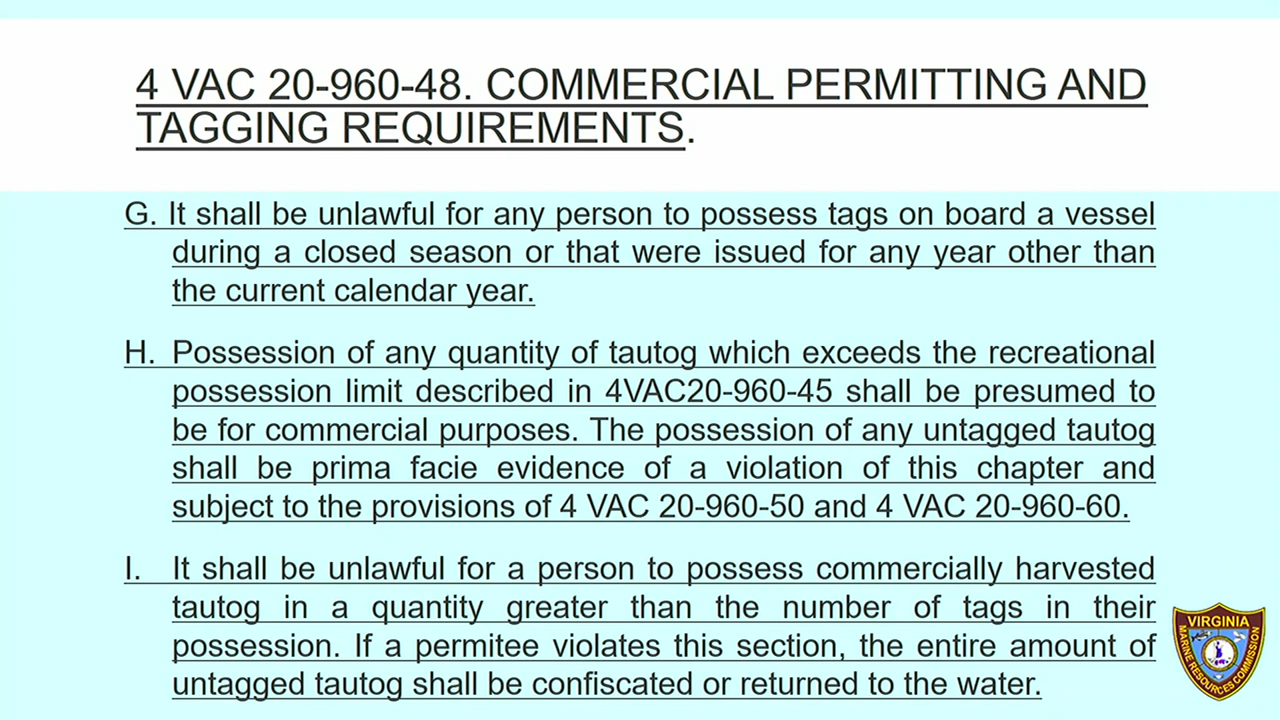 4 VAC 20-960-48. COMMERCIAL PERMITTING AND
TAGGING REQUIREMENTS.
G. It shall be unlawful for any person to possess tags on board a vessel
during a closed season or that were issued for any year other than
the current calendar year.
H. Possession of any quantity of tautog which exceeds the recreational
possession limit described in 4VAC20-960-45 shall be presumed to
be for commercial purposes. The possession of any untagged tautog
shall be prima facie evidence of a violation of this chapter and
subject to the provisions of 4 VAC 20-960-50 and 4 VAC 20-960-60.
I. It shall be unlawful for a person to possess commercially harvested
tautog in a quantity greater than the number of tags in their
possession. If a permitee violates this section, the entire amount of
untagged tautog shall be confiscated or returned to the water.
VIRGINIA
MARINE RESOURCES COMMISSION